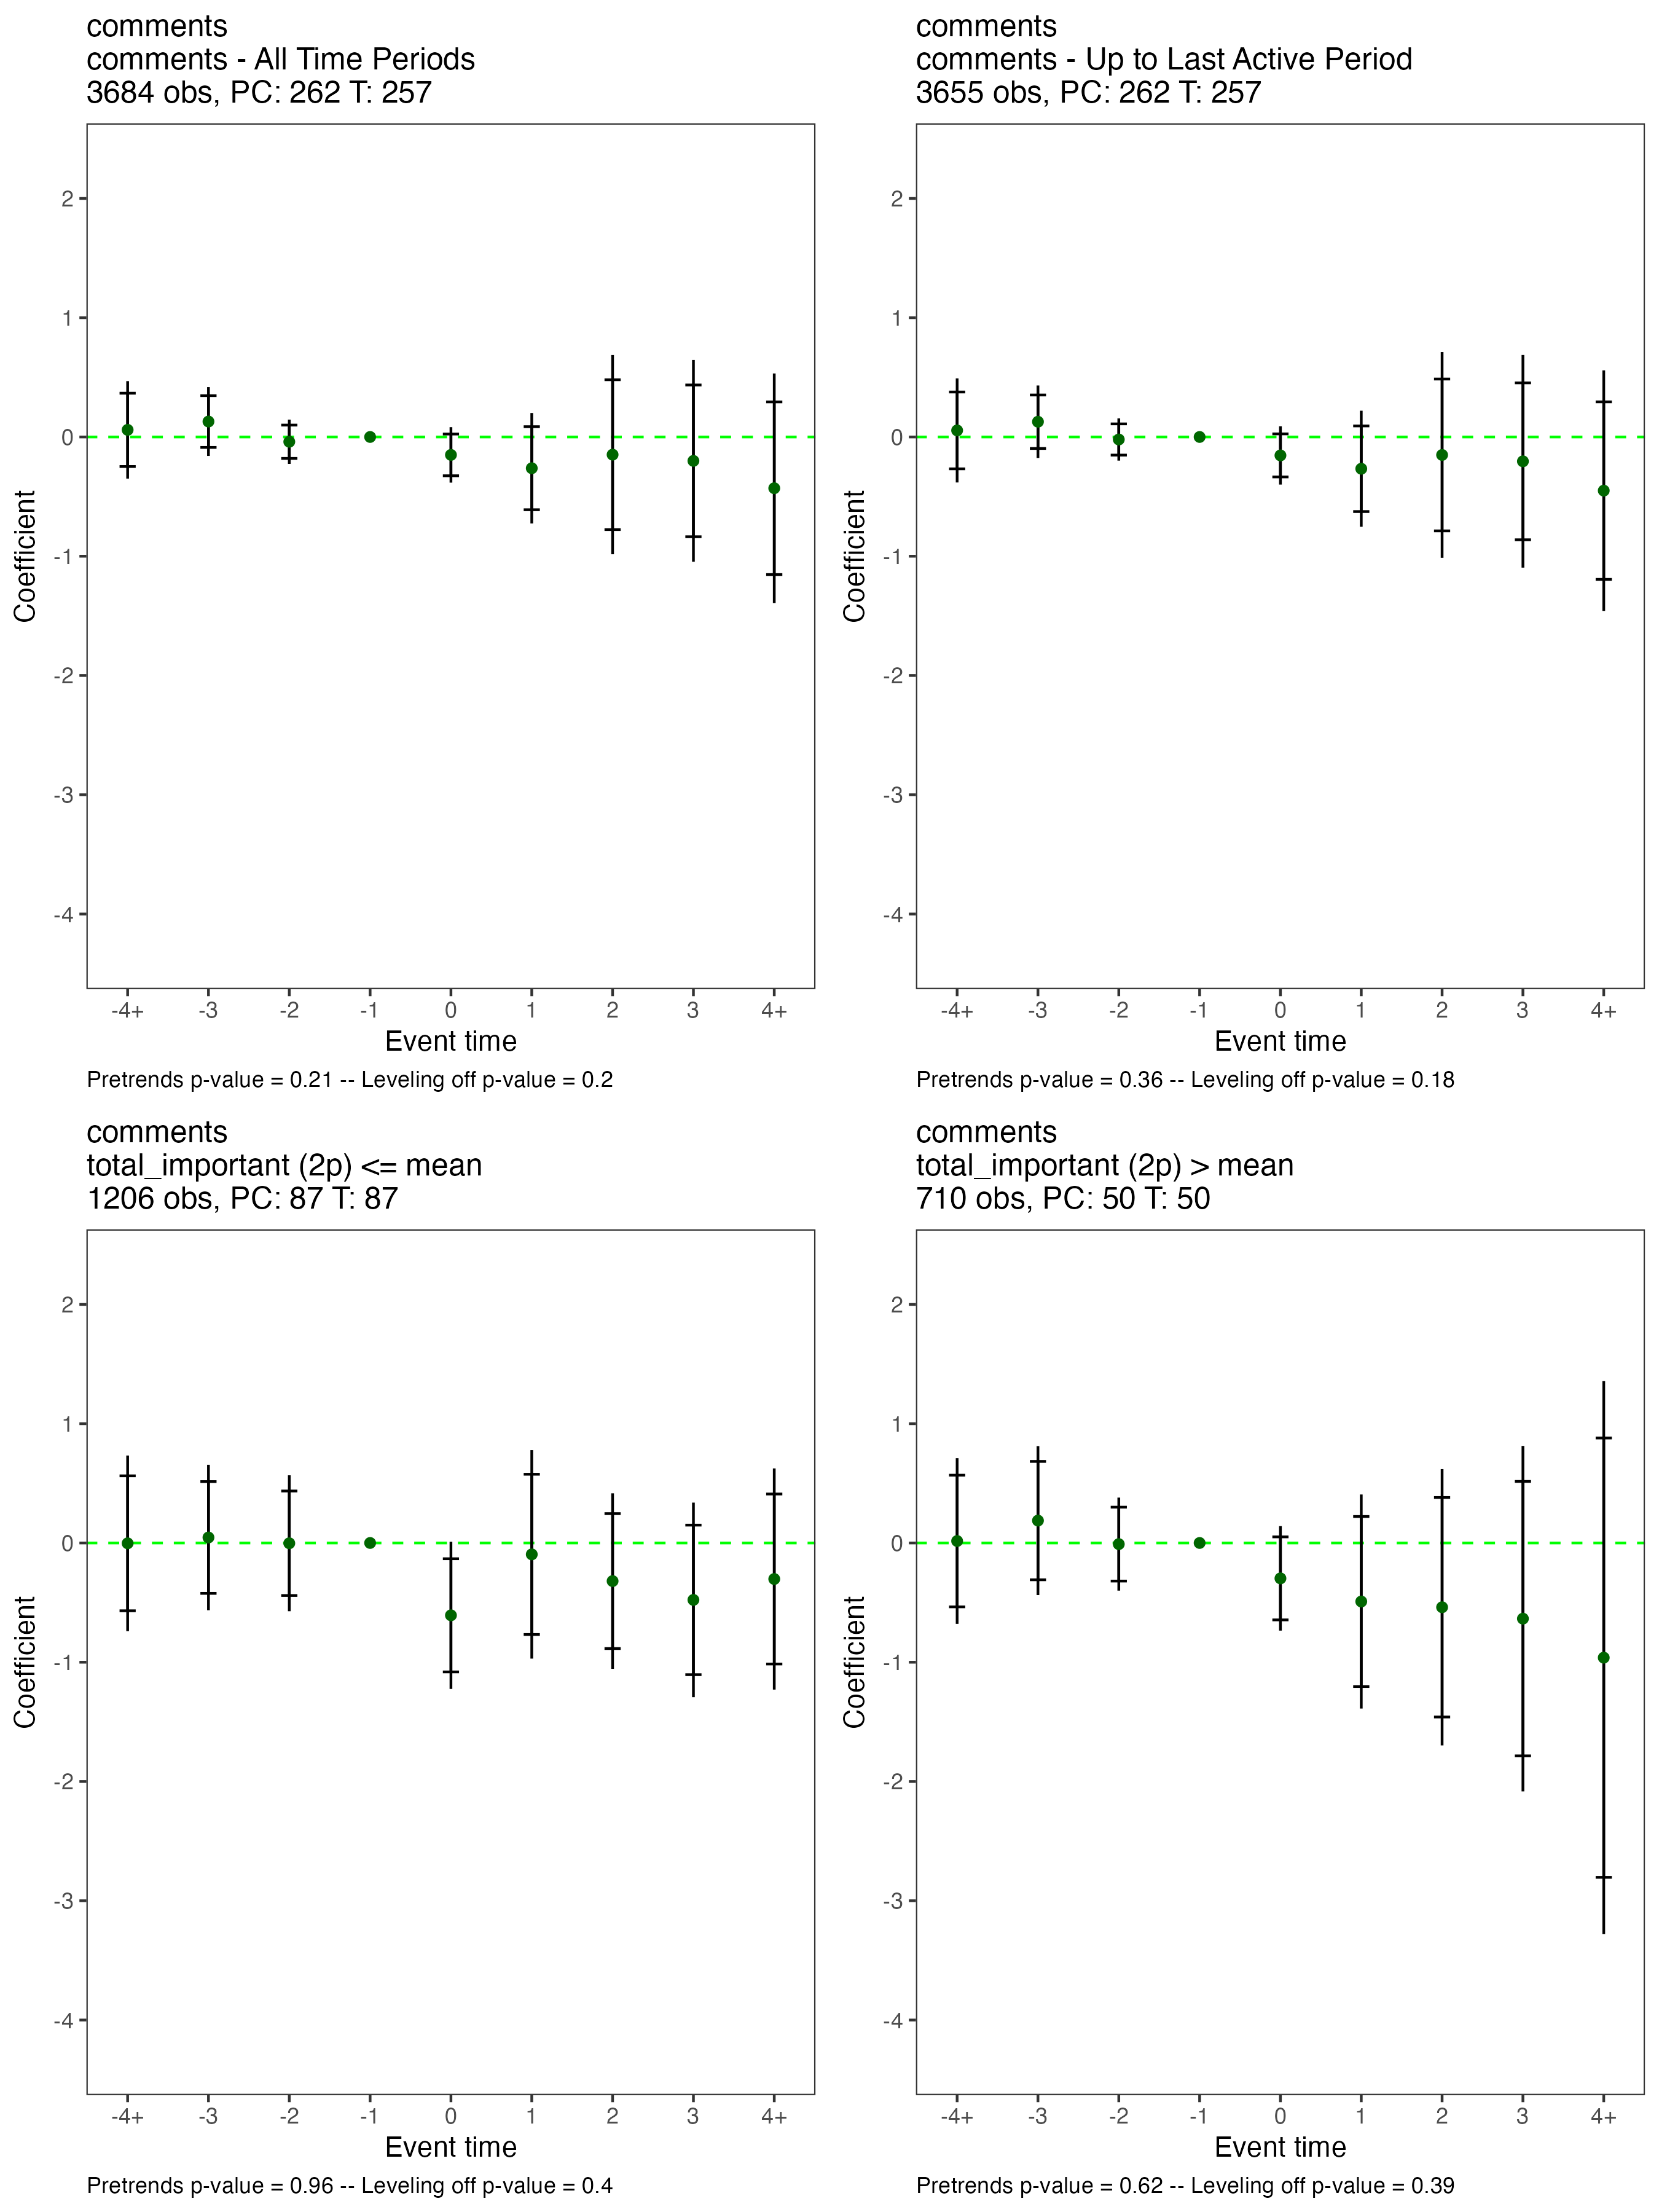 comments
comments - All Time Periods
3684 obs, PC: 262 T: 257
2
1
0
-1
-2
-3
-4
Coefficient
-4+ -3 -2 -1 0 1 2 3 4+
Event time
Pretrends p-value = 0.21 -- Leveling off p-value = 0.2
comments
comments - Up to Last Active Period
3655 obs, PC: 262 T: 257
2
1
0
-1
-2
-3
-4
Coefficient
-4+ -3 -2 -1 0 1 2 3 4+
Event time
Pretrends p-value = 0.36 -- Leveling off p-value = 0.18
comments
total_important (2p) <= mean
1206 obs, PC: 87 T: 87
2
1
0
-1
-2
-3
-4
Coefficient
-4+ -3 -2 -1 0 1 2 3 4+
Event time
Pretrends p-value = 0.96 -- Leveling off p-value = 0.4
comments
total_important (2p) > mean
710 obs, PC: 50 T: 50
2
1
0
-1
-2
-3
-4
Coefficient
-4+ -3 -2 -1 0 1 2 3 4+
Event time
Pretrends p-value = 0.62 -- Leveling off p-value = 0.39